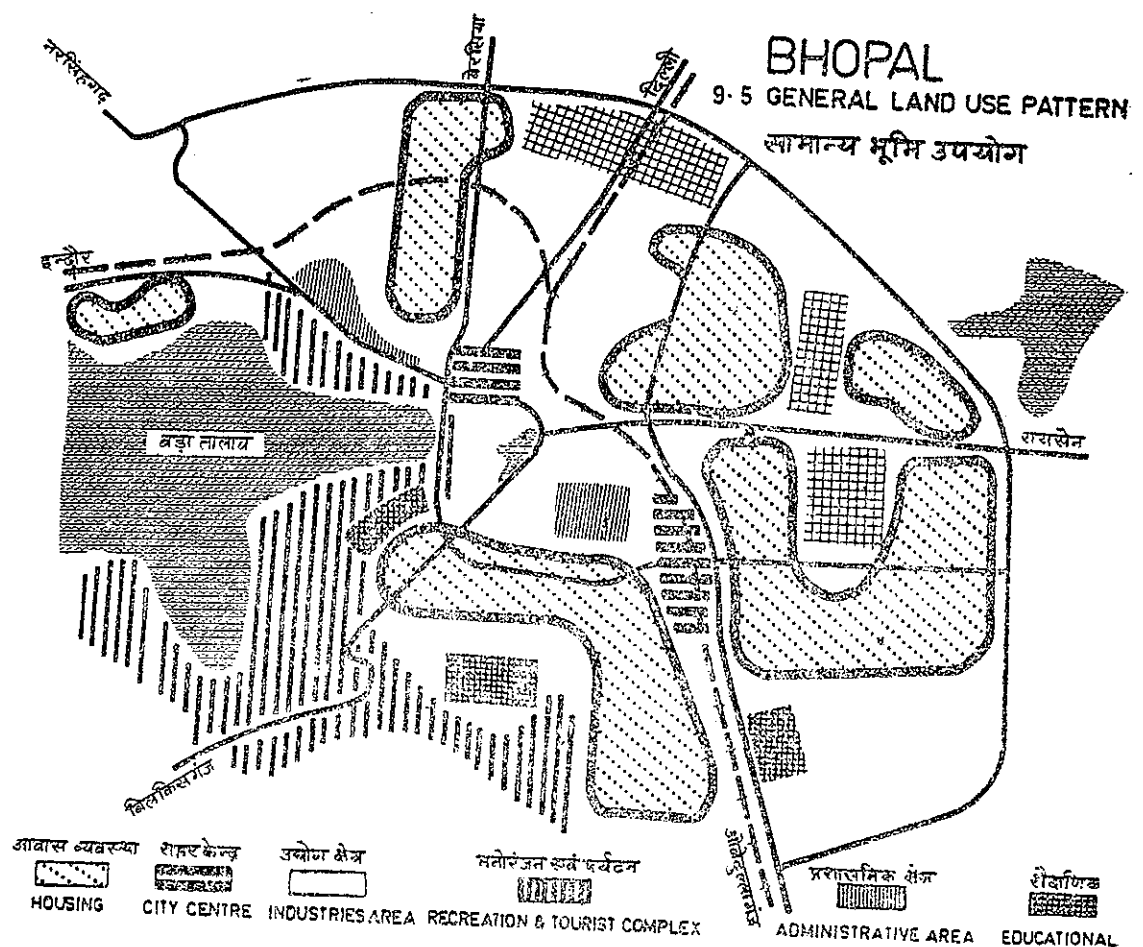 BHOPAL
9·5 GENERAL LAND USE PATTERN
सामान्य भूमि उपयोग
नरसिंहगढ़
बेरसिया
दिल्ली
इन्दौर
बड़ा तालाब
रायसेन
बिलकिसगंज
ओबेदुल्लागंज
आवास व्यवस्था
HOUSING
शहर केन्द्र
CITY CENTRE
उद्योग क्षेत्र
INDUSTRIES AREA
मनोरंजन एवं पर्यटन
RECREATION & TOURIST COMPLEX
प्रशासनिक क्षेत्र
ADMINISTRATIVE AREA
शैक्षणिक
EDUCATIONAL